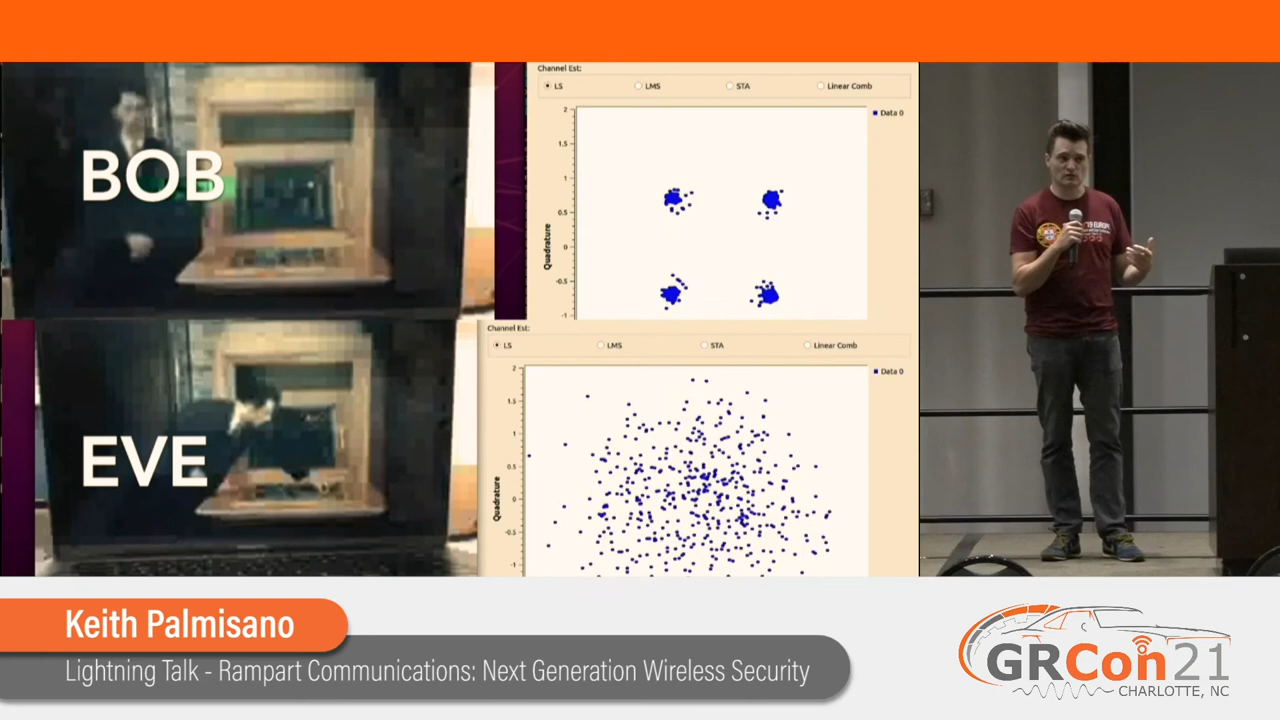 BOB
Channel Est:
LS
LMS
STA
Linear Comb
Data 0
2
1.5
1
0.5
0
-0.5
-1
Quadrature
EVE
Channel Est:
LS
LMS
STA
Linear Comb
Data 0
2
1.5
1
0.5
0
-0.5
-1
Quadrature
Keith Palmisano
Lightning Talk - Rampart Communications: Next Generation Wireless Security
GRCon21
CHARLOTTE, NC